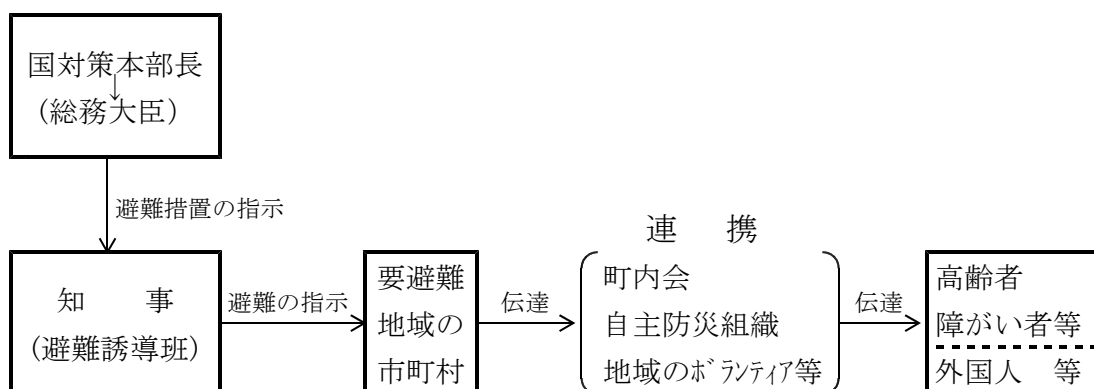 国対策本部長
↓
(総務大臣)
避難措置の指示
知　　事
(避難誘導班)
避難の指示
要避難
地域の
市町村
伝達
連　携
町内会
自主防災組織
地域のボランティア等
伝達
高齢者
障がい者等
外国人　等